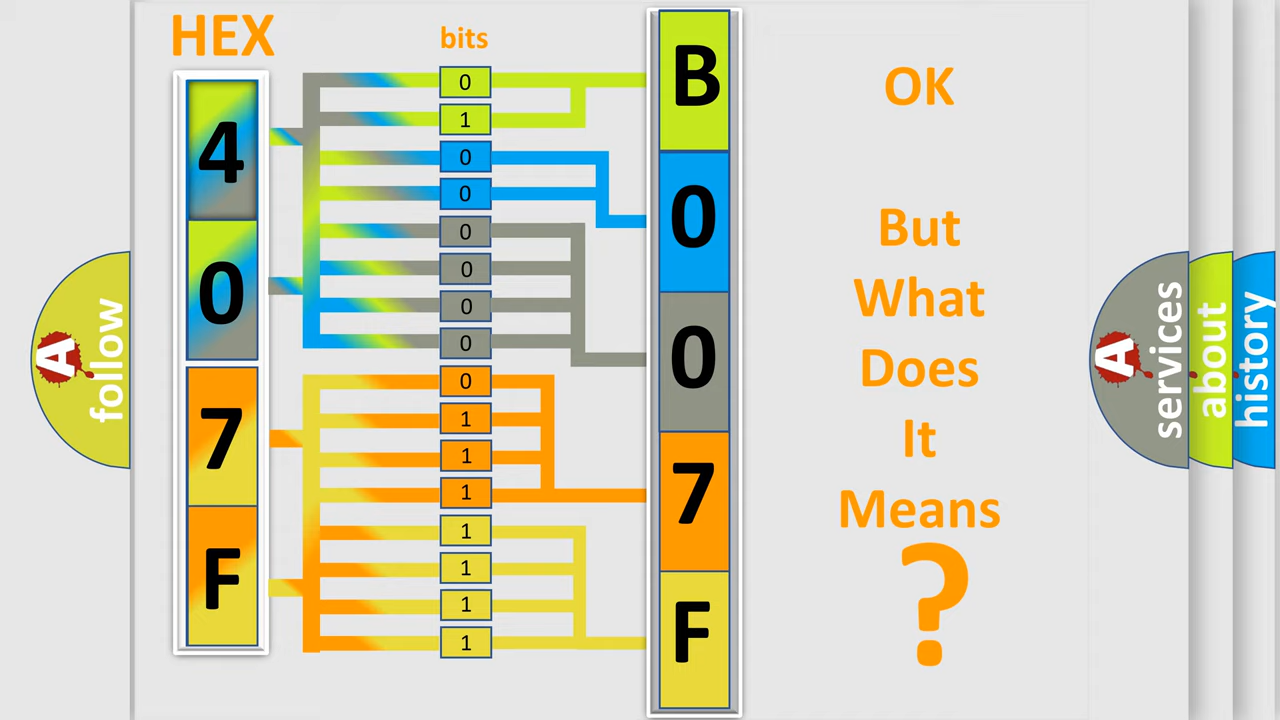 HEX
bits
4
0
7
F
0
1
0
0
0
0
0
0
0
1
1
1
1
1
1
1
B
0
0
7
F
OK
But
What
Does
It
Means
?
A
follow
A
services
about
history